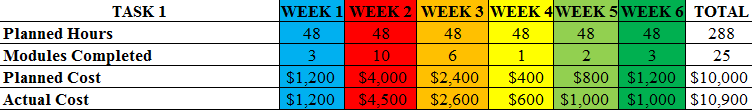 TASK 1 WEEK 1 WEEK 2 WEEK 3 WEEK 4 WEEK 5 WEEK 6 TOTAL
Planned Hours 48 48 48 48 48 48 288
Modules Completed 3 10 6 1 2 3 25
Planned Cost $1,200 $4,000 $2,400 $400 $800 $1,200 $10,000
Actual Cost $1,200 $4,500 $2,600 $600 $1,000 $1,000 $10,900